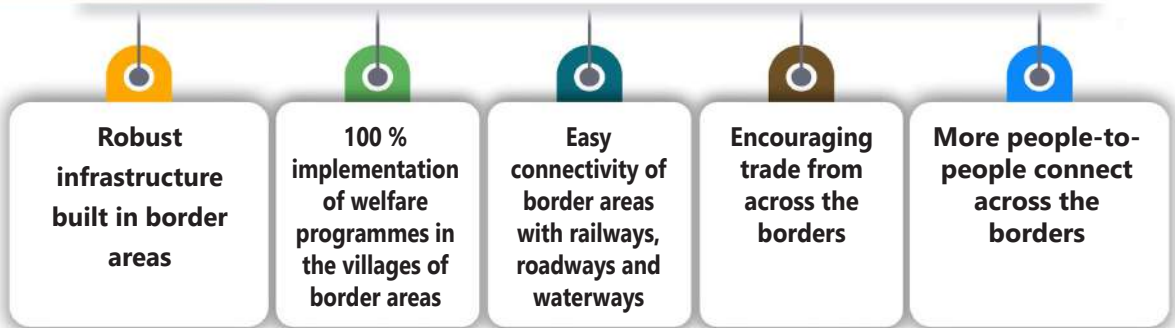 Robust
infrastructure
built in border
areas
100 %
implementation
of welfare
programmes in
the villages of
border areas
Easy
connectivity of
border areas
with railways,
roadways and
waterways
Encouraging
trade from
across the
borders
More people-to-
people connect
across the
borders